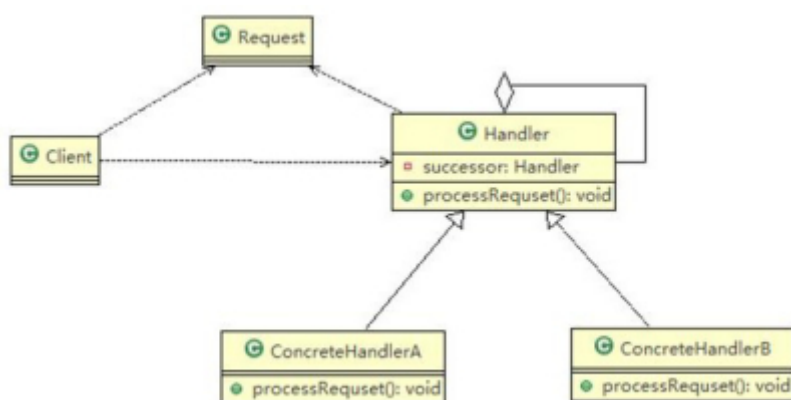 Request
Client
Handler
successor: Handler
processRequset(): void
ConcreteHandlerA
processRequset(): void
ConcreteHandlerB
processRequset(): void